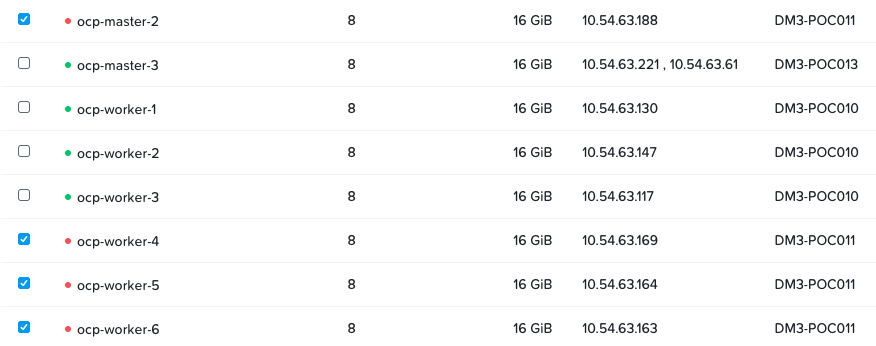 ocp-master-2 8 16 GiB 10.54.63.188 DM3-POC011
ocp-master-3 8 16 GiB 10.54.63.221 , 10.54.63.61 DM3-POC013
ocp-worker-1 8 16 GiB 10.54.63.130 DM3-POC010
ocp-worker-2 8 16 GiB 10.54.63.147 DM3-POC010
ocp-worker-3 8 16 GiB 10.54.63.117 DM3-POC010
ocp-worker-4 8 16 GiB 10.54.63.169 DM3-POC011
ocp-worker-5 8 16 GiB 10.54.63.164 DM3-POC011
ocp-worker-6 8 16 GiB 10.54.63.163 DM3-POC011